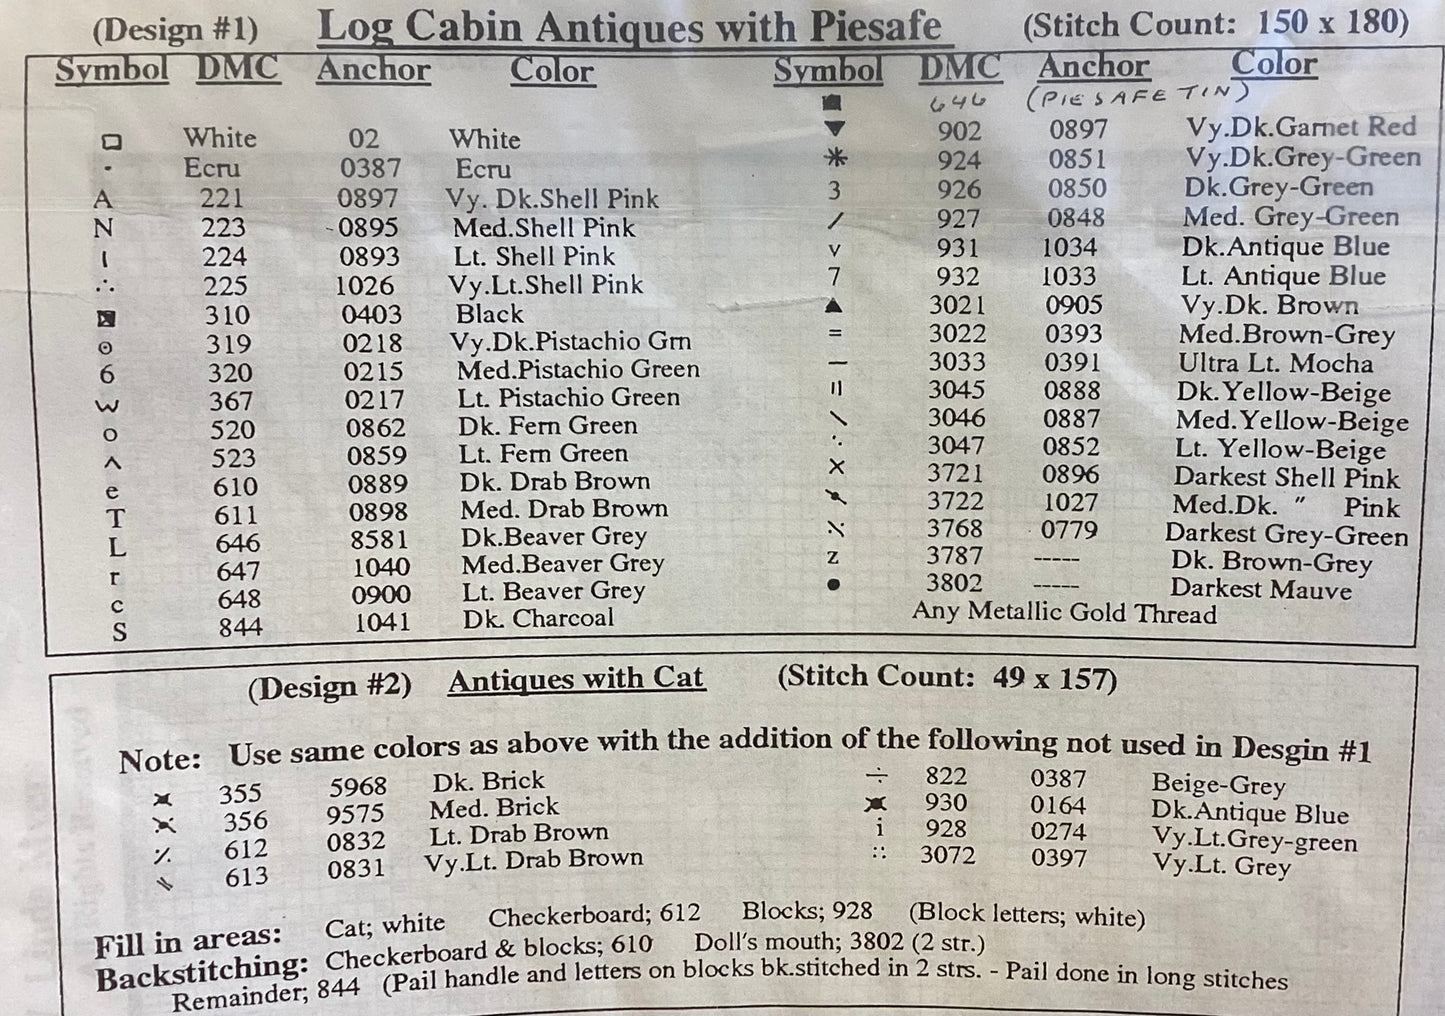 (Design #1) Log Cabin Antiques with Piesafe (Stitch Count: 150 x 180)
Symbol DMC Anchor Color
White 02 White
· Ecru 0387 Ecru
A 221 0897 Vy. Dk.Shell Pink
N 223 0895 Med.Shell Pink
I 224 0893 Lt. Shell Pink
∴ 225 1026 Vy.Lt.Shell Pink
310 0403 Black
⊙ 319 0218 Vy.Dk.Pistachio Grn
6 320 0215 Med.Pistachio Green
w 367 0217 Lt. Pistachio Green
o 520 0862 Dk. Fern Green
^ 523 0859 Lt. Fern Green
e 610 0889 Dk. Drab Brown
T 611 0898 Med. Drab Brown
L 646 8581 Dk.Beaver Grey
r 647 1040 Med.Beaver Grey
c 648 0900 Lt. Beaver Grey
S 844 1041 Dk. Charcoal
Symbol DMC Anchor Color
■ 646 (PIESAFE TIN)
▼ 902 0897 Vy.Dk.Garnet Red
* 924 0851 Vy.Dk.Grey-Green
3 926 0850 Dk.Grey-Green
/ 927 0848 Med. Grey-Green
v 931 1034 Dk.Antique Blue
7 932 1033 Lt. Antique Blue
▲ 3021 0905 Vy.Dk. Brown
= 3022 0393 Med.Brown-Grey
— 3033 0391 Ultra Lt. Mocha
ıı 3045 0888 Dk.Yellow-Beige
\ 3046 0887 Med.Yellow-Beige
3047 0852 Lt. Yellow-Beige
× 3721 0896 Darkest Shell Pink
3722 1027 Med.Dk. " Pink
3768 0779 Darkest Grey-Green
z 3787 ----- Dk. Brown-Grey
● 3802 ----- Darkest Mauve
Any Metallic Gold Thread
(Design #2) Antiques with Cat (Stitch Count: 49 x 157)
Note: Use same colors as above with the addition of the following not used in Desgin #1
355 5968 Dk. Brick
356 9575 Med. Brick
612 0832 Lt. Drab Brown
613 0831 Vy.Lt. Drab Brown
÷ 822 0387 Beige-Grey
930 0164 Dk.Antique Blue
i 928 0274 Vy.Lt.Grey-green
:: 3072 0397 Vy.Lt. Grey
Fill in areas: Cat; white Checkerboard; 612 Blocks; 928 (Block letters; white)
Backstitching: Checkerboard & blocks; 610 Doll's mouth; 3802 (2 str.)
Remainder; 844 (Pail handle and letters on blocks bk.stitched in 2 strs. - Pail done in long stitches